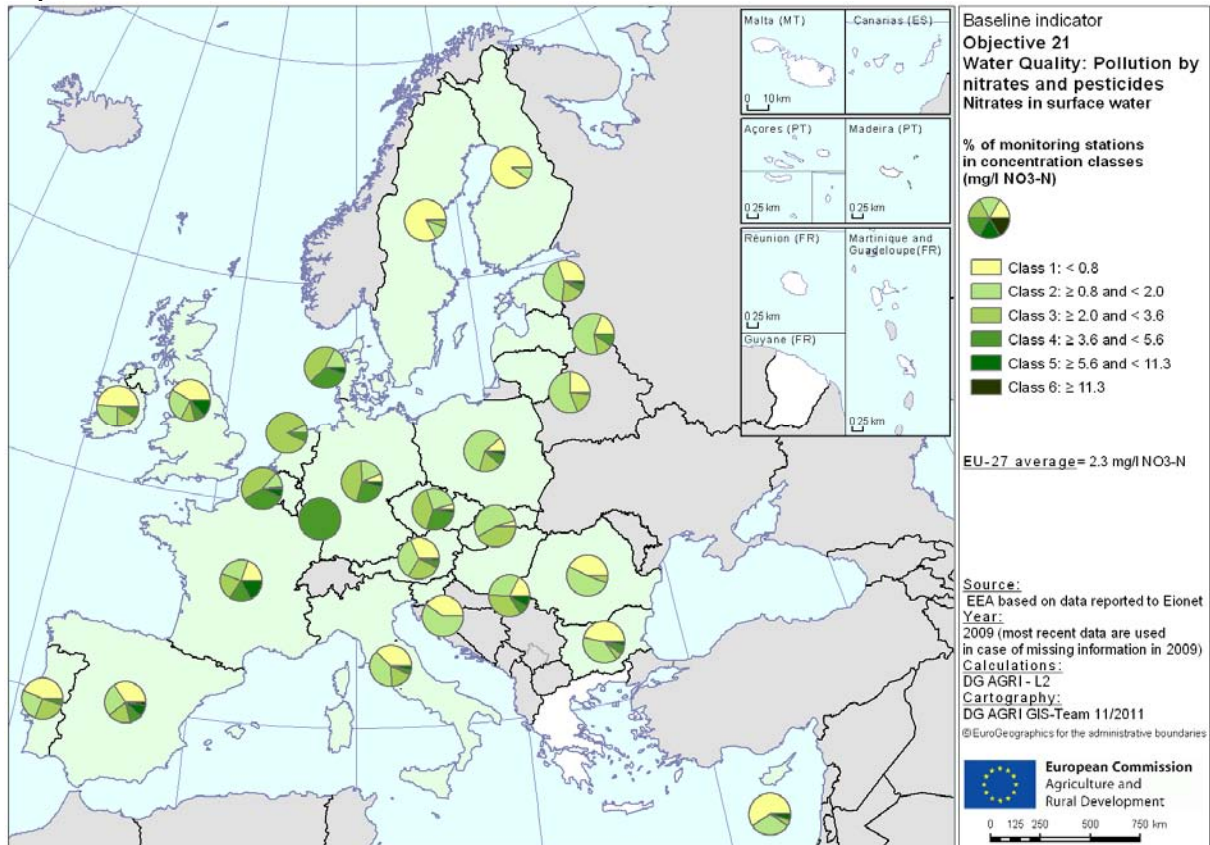 Malta (MT)
0 10 km
Canarias (ES)
Açores (PT)
0 25 km
Madeira (PT)
0 25 km
Réunion (FR)
0 25
Martinique and
Guadeloupe(FR)
0 25 km
Guyane (FR)
Baseline indicator
Objective 21
Water Quality: Pollution by
nitrates and pesticides
Nitrates in surface water
% of monitoring stations
in concentration classes
(mg/l NO3-N)
Class 1: < 0.8
Class 2: ≥ 0.8 and < 2.0
Class 3: ≥ 2.0 and < 3.6
Class 4: ≥ 3.6 and < 5.6
Class 5: ≥ 5.6 and < 11.3
Class 6: ≥ 11.3
EU-27 average= 2.3 mg/l NO3-N
Source:
EEA based on data reported to Eionet
Year:
2009 (most recent data are used
in case of missing information in 2009)
Calculations:
DG AGRI - L2
Cartography:
DG AGRI GIS-Team 11/2011
©EuroGeographics for the administrative boundaries
European Commission
Agriculture and
Rural Development
0 125 250 500 750 km